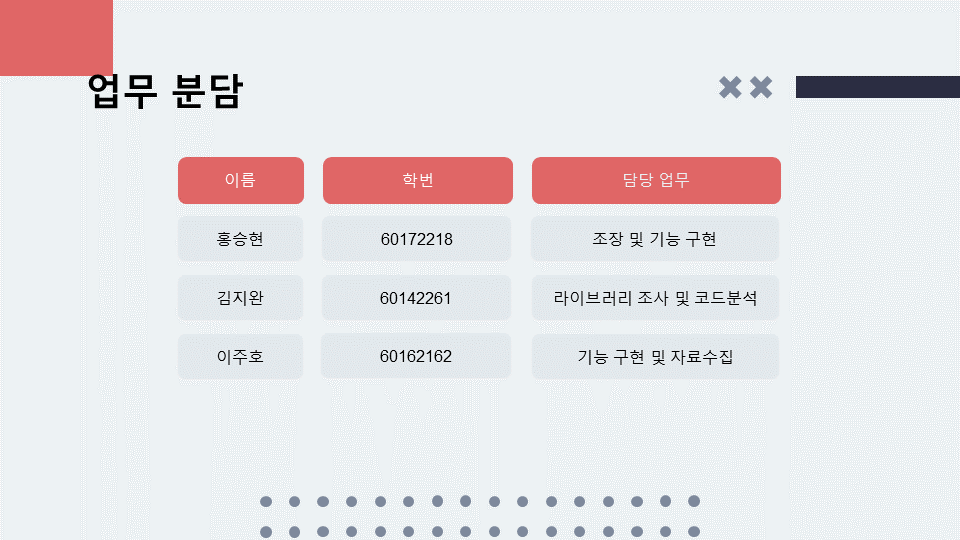 업무 분담
이름 학번 담당 업무
홍승현 60172218 조장 및 기능 구현
김지완 60142261 라이브러리 조사 및 코드분석
이주호 60162162 기능 구현 및 자료수집